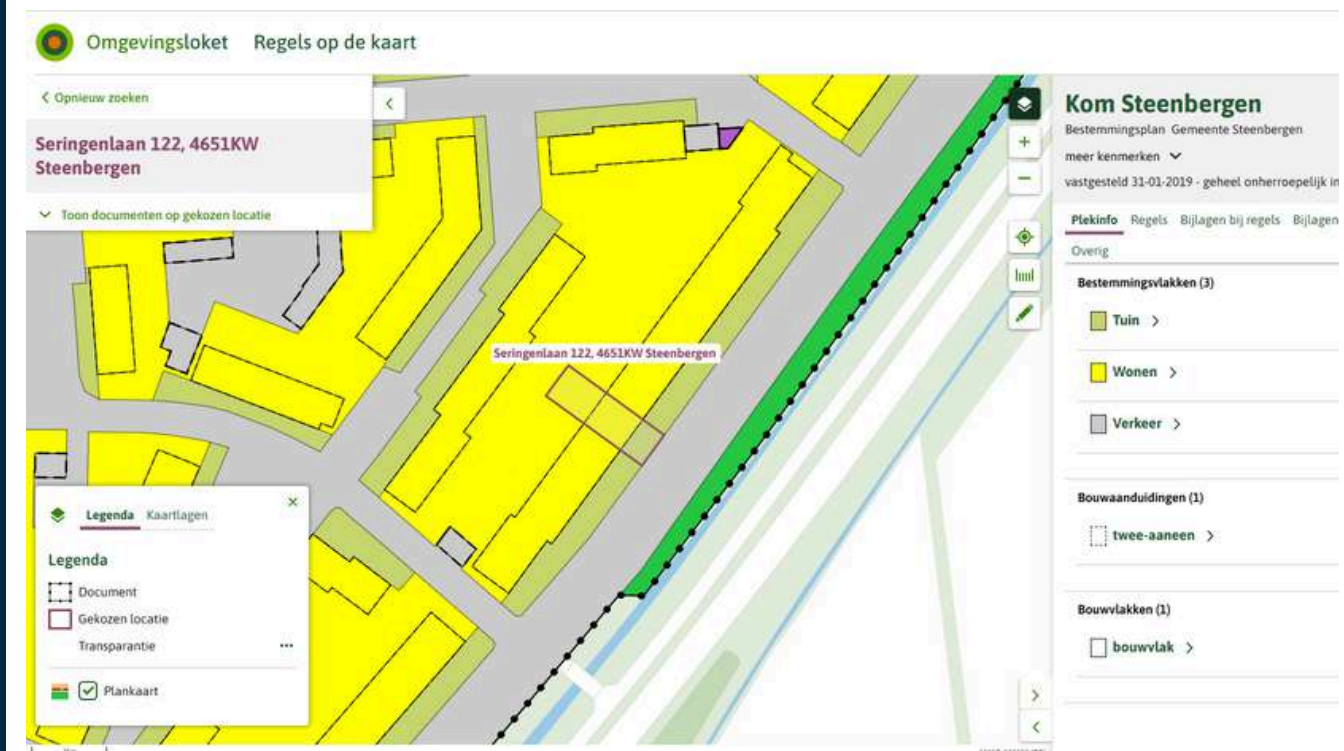 Omgevingsloket Regels op de kaart
Opnieuw zoeken
Seringenlaan 122, 4651KW
Steenbergen
Toon documenten op gekozen locatie
Seringenlaan 122, 4651KW Steenbergen
Legenda Kaartlagen
Legenda
Document
Gekozen locatie
Transparantie
Plankaart
Kom Steenbergen
Bestemmingsplan Gemeente Steenbergen
meer kenmerken
vastgesteld 31-01-2019 - geheel onherroepelijk in
Plekinfo Regels Bijlagen bij regels Bijlagen
Overig
Bestemmingsvlakken (3)
Tuin
Wonen
Verkeer
Bouwaanduidingen (1)
twee-aaneen
Bouwvlakken (1)
bouwvlak